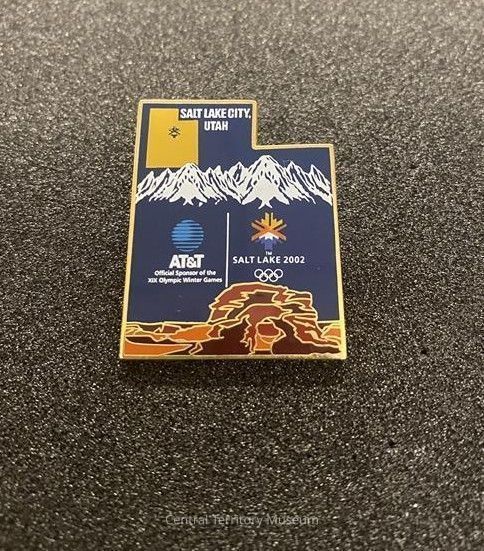 SALT LAKE CITY,
UTAH
AT&T
Official Sponsor of the
XIX Olympic Winter Games
TM
SALT LAKE 2002
Central Territory Museum